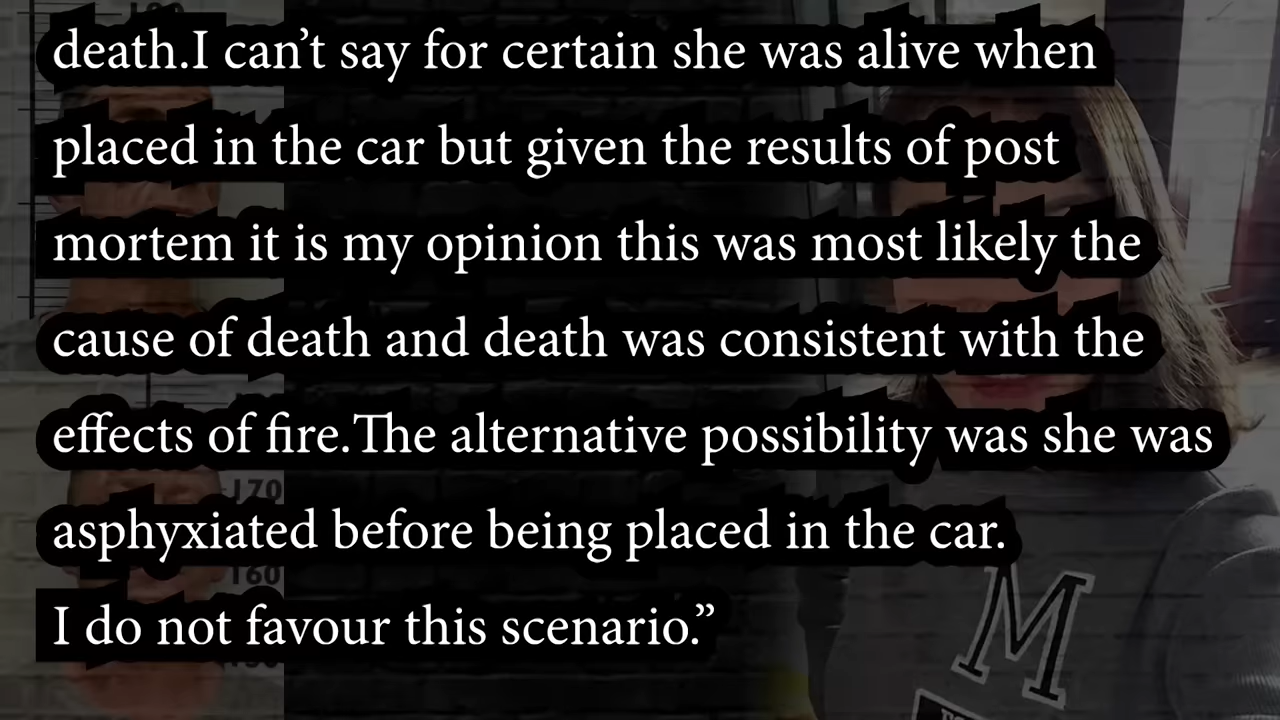 death.I can’t say for certain she was alive when
placed in the car but given the results of post
mortem it is my opinion this was most likely the
cause of death and death was consistent with the
effects of fire.The alternative possibility was she was
asphyxiated before being placed in the car.
I do not favour this scenario.”
170
160
M